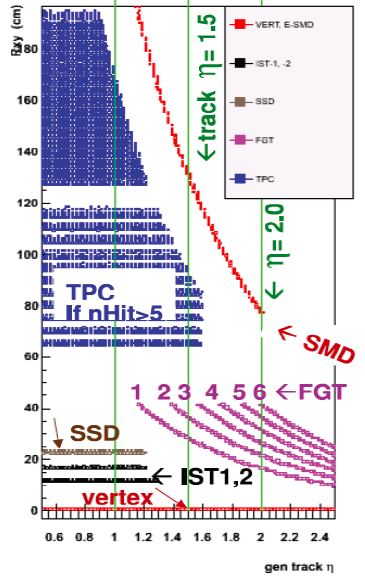 Rxy (cm)
180
160
140
120
100
80
60
40
20
0
VERT, E-SMD
IST-1, -2
SSD
FGT
TPC
←track η= 1.5
← η= 2.0
TPC
If nHit>5
← SMD
1 2 3 4 5 6 ←FGT
SSD
← IST1,2
vertex
0.6 0.8 1 1.2 1.4 1.6 1.8 2 2.2 2.4
gen track η